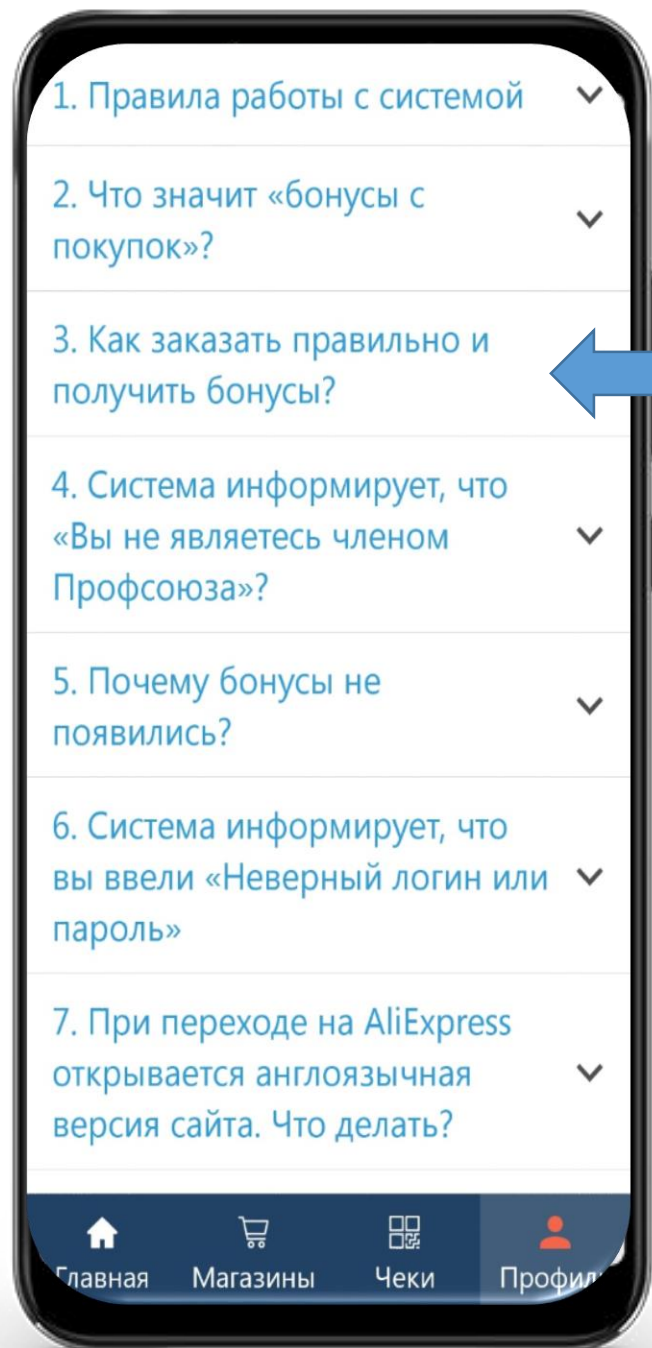 1. Правила работы с системой
2. Что значит «бонусы с
покупок»?
3. Как заказать правильно и
получить бонусы?
4. Система информирует, что
«Вы не являетесь членом
Профсоюза»?
5. Почему бонусы не
появились?
6. Система информирует, что
вы ввели «Неверный логин или
пароль»
7. При переходе на AliExpress
открывается англоязычная
версия сайта. Что делать?
Главная Магазины Чеки Профил